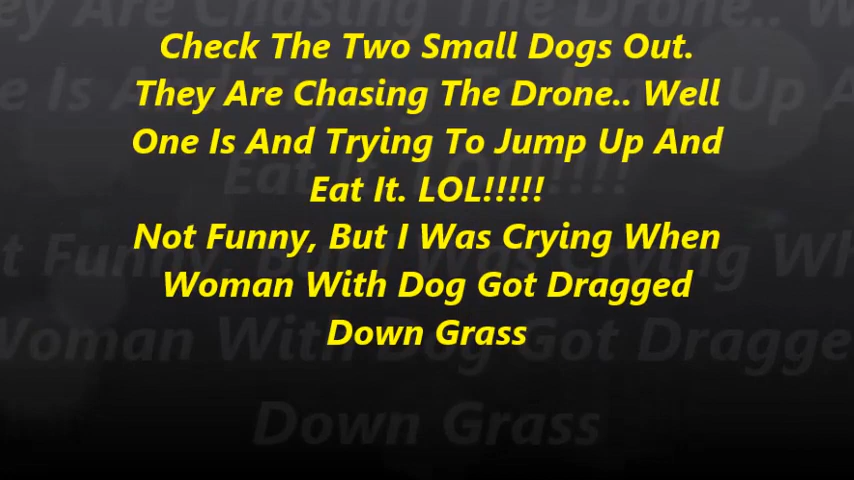 Check The Two Small Dogs Out.
They Are Chasing The Drone.. Well
One Is And Trying To Jump Up And
Eat It. LOL!!!!!
Not Funny, But I Was Crying When
Woman With Dog Got Dragged
Down Grass